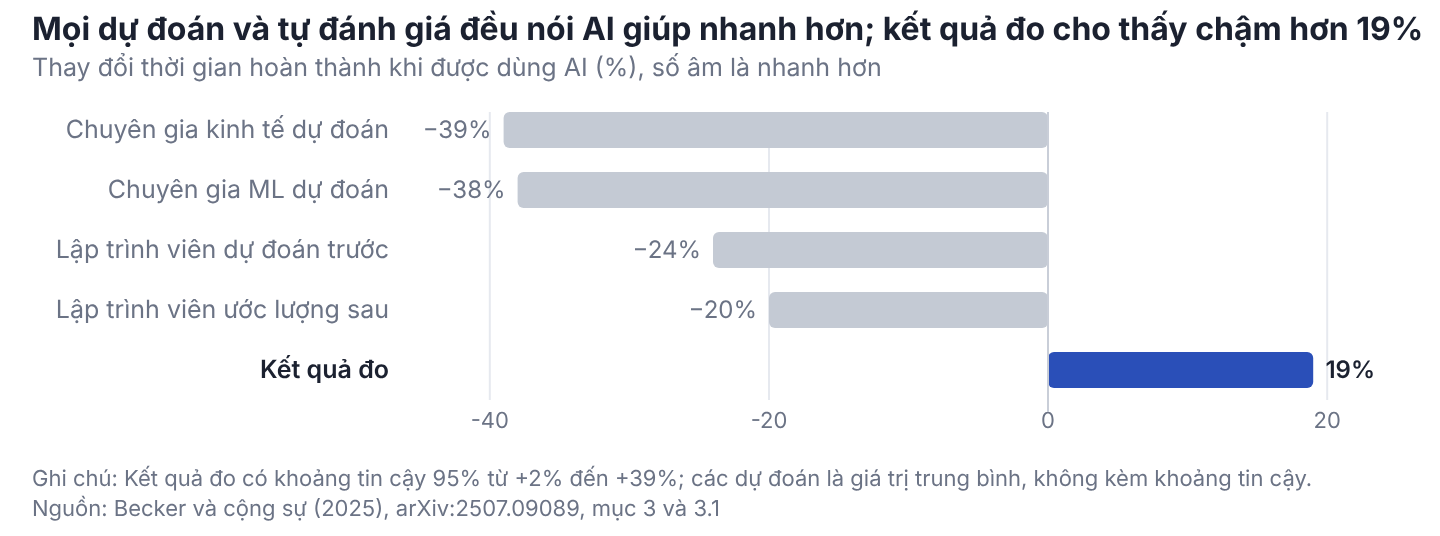 Mọi dự đoán và tự đánh giá đều nói AI giúp nhanh hơn; kết quả đo cho thấy chậm hơn 19%
Thay đổi thời gian hoàn thành khi được dùng AI (%), số âm là nhanh hơn
Chuyên gia kinh tế dự đoán −39%
Chuyên gia ML dự đoán −38%
Lập trình viên dự đoán trước −24%
Lập trình viên ước lượng sau −20%
Kết quả đo 19%
-40 -20 0 20
Ghi chú: Kết quả đo có khoảng tin cậy 95% từ +2% đến +39%; các dự đoán là giá trị trung bình, không kèm khoảng tin cậy.
Nguồn: Becker và cộng sự (2025), arXiv:2507.09089, mục 3 và 3.1